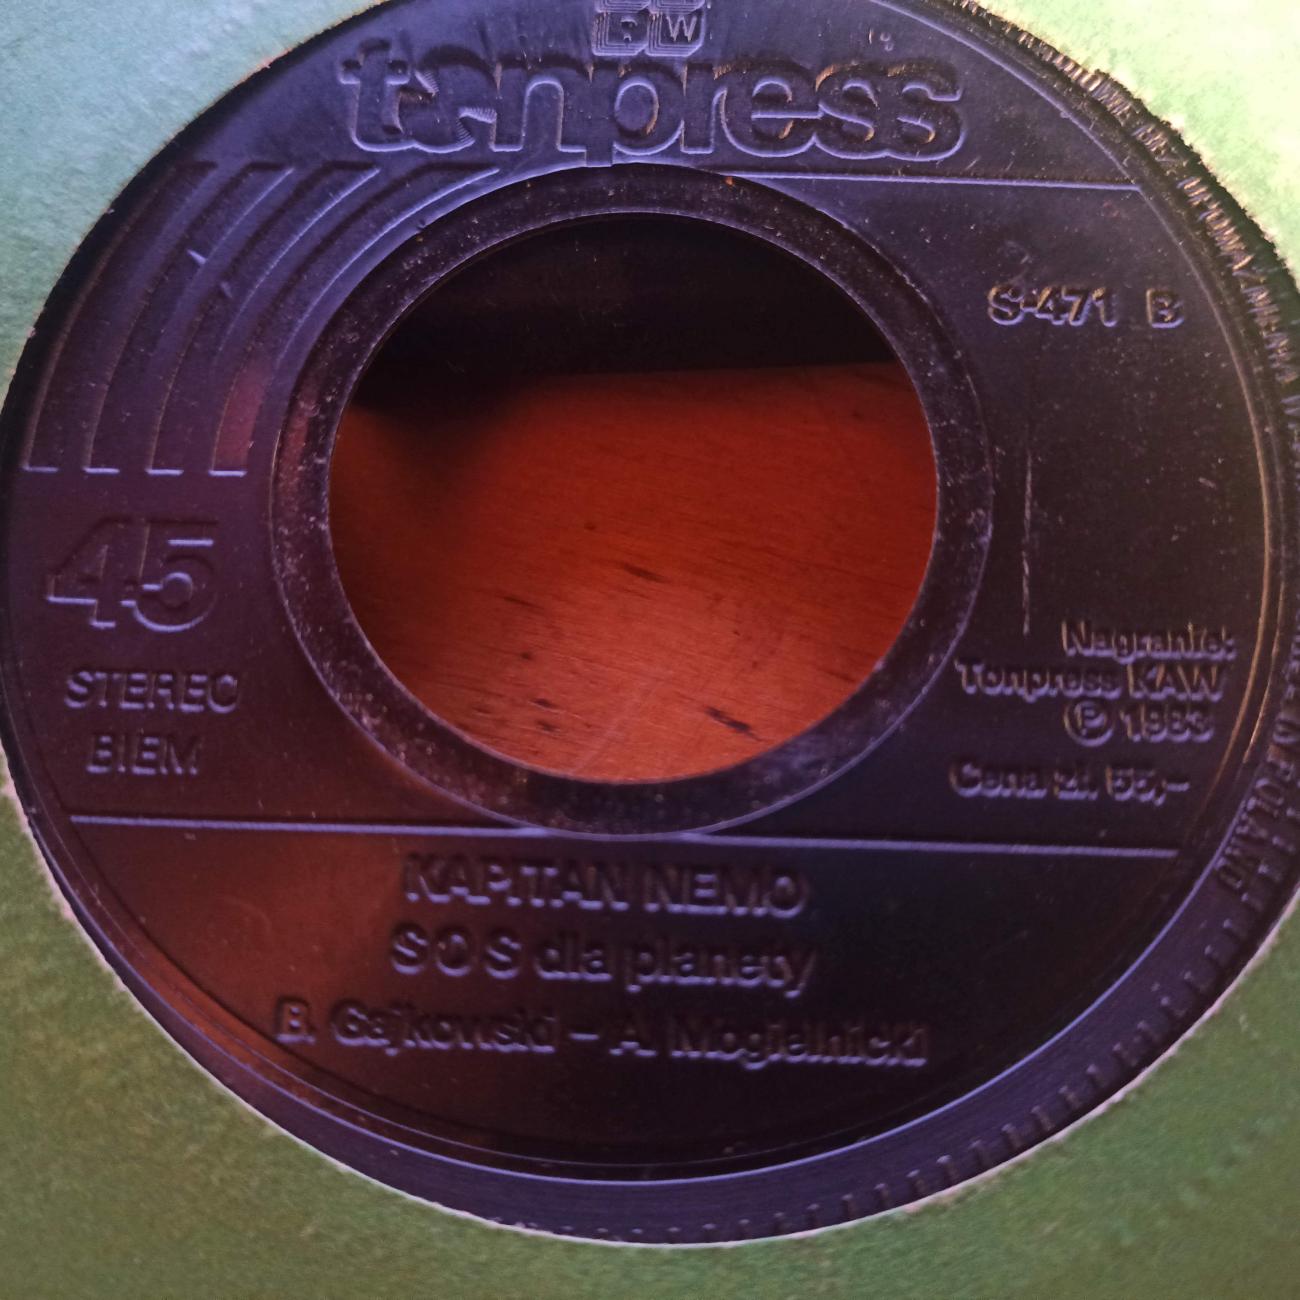 tonpress
S-471 B
45
STEREO
BIEM
Nagranie:
Tonpress KAW
Ⓟ 1983
Cena zł. 55,-
KAPITAN NEMO
SOS dla planety
B. Gajkowski - A. Mogielnicki